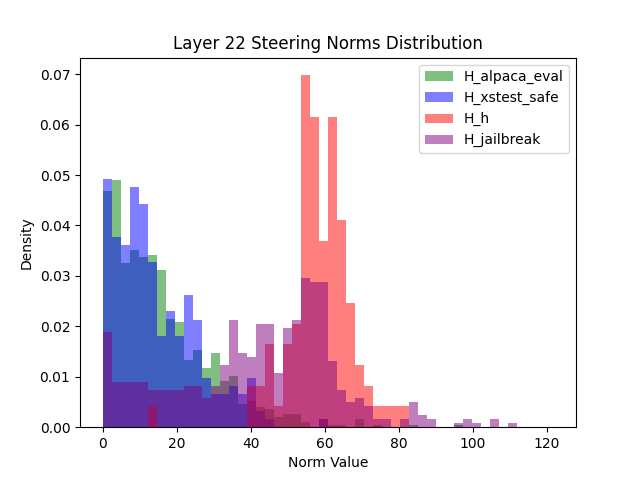 Layer 22 Steering Norms Distribution
H_alpaca_eval
H_xstest_safe
H_h
H_jailbreak
0.07
0.06
0.05
0.04
0.03
0.02
0.01
0.00
Density
0 20 40 60 80 100 120
Norm Value